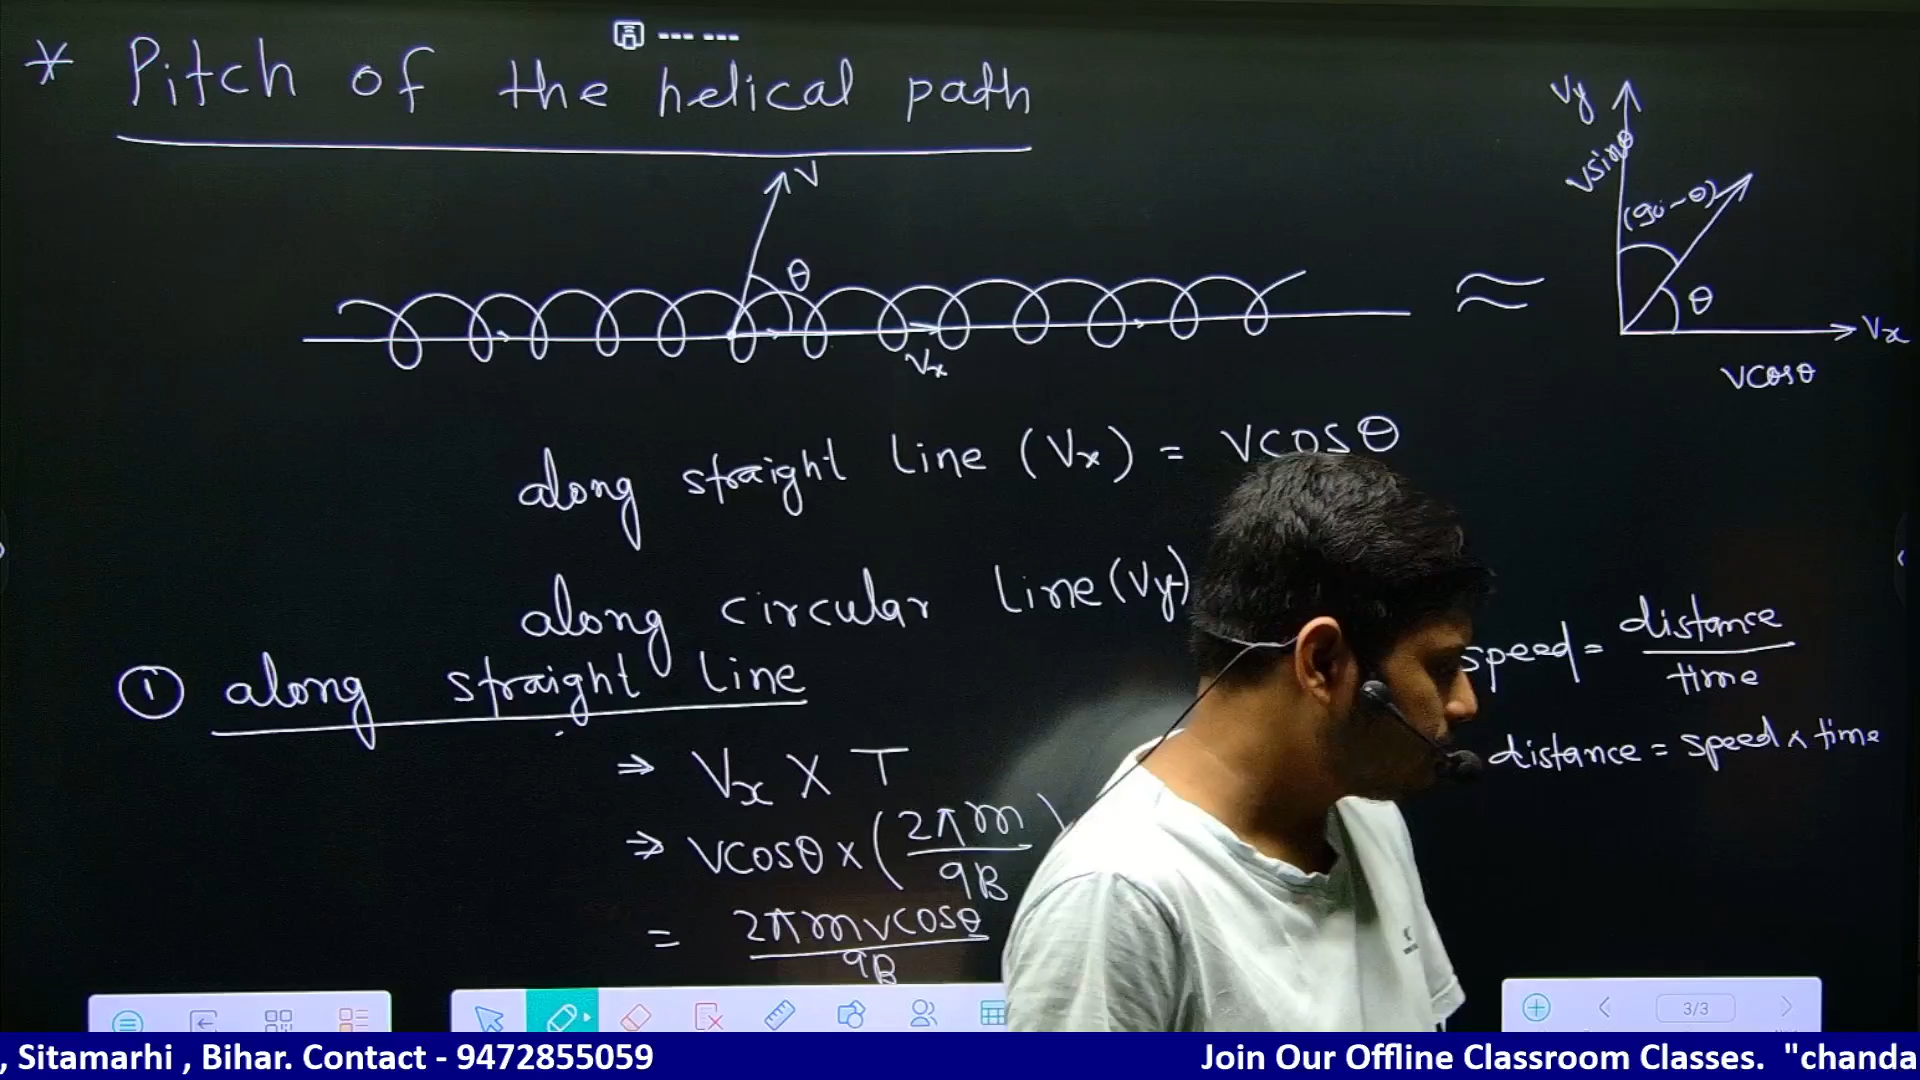 * Pitch of the helical path
V
θ
Vx
Vy
Vsinθ
(90-θ)
θ
Vx
Vcosθ
along straight line (Vx) = Vcosθ
along circular line (Vy)
speed = distance / time
① along straight line
distance = speed × time
⇒ Vx × T
⇒ Vcosθ × (2πm / qB)
= 2πmvcosθ / qB
3/3
, Sitamarhi , Bihar. Contact - 9472855059
Join Our Offline Classroom Classes. "chanda